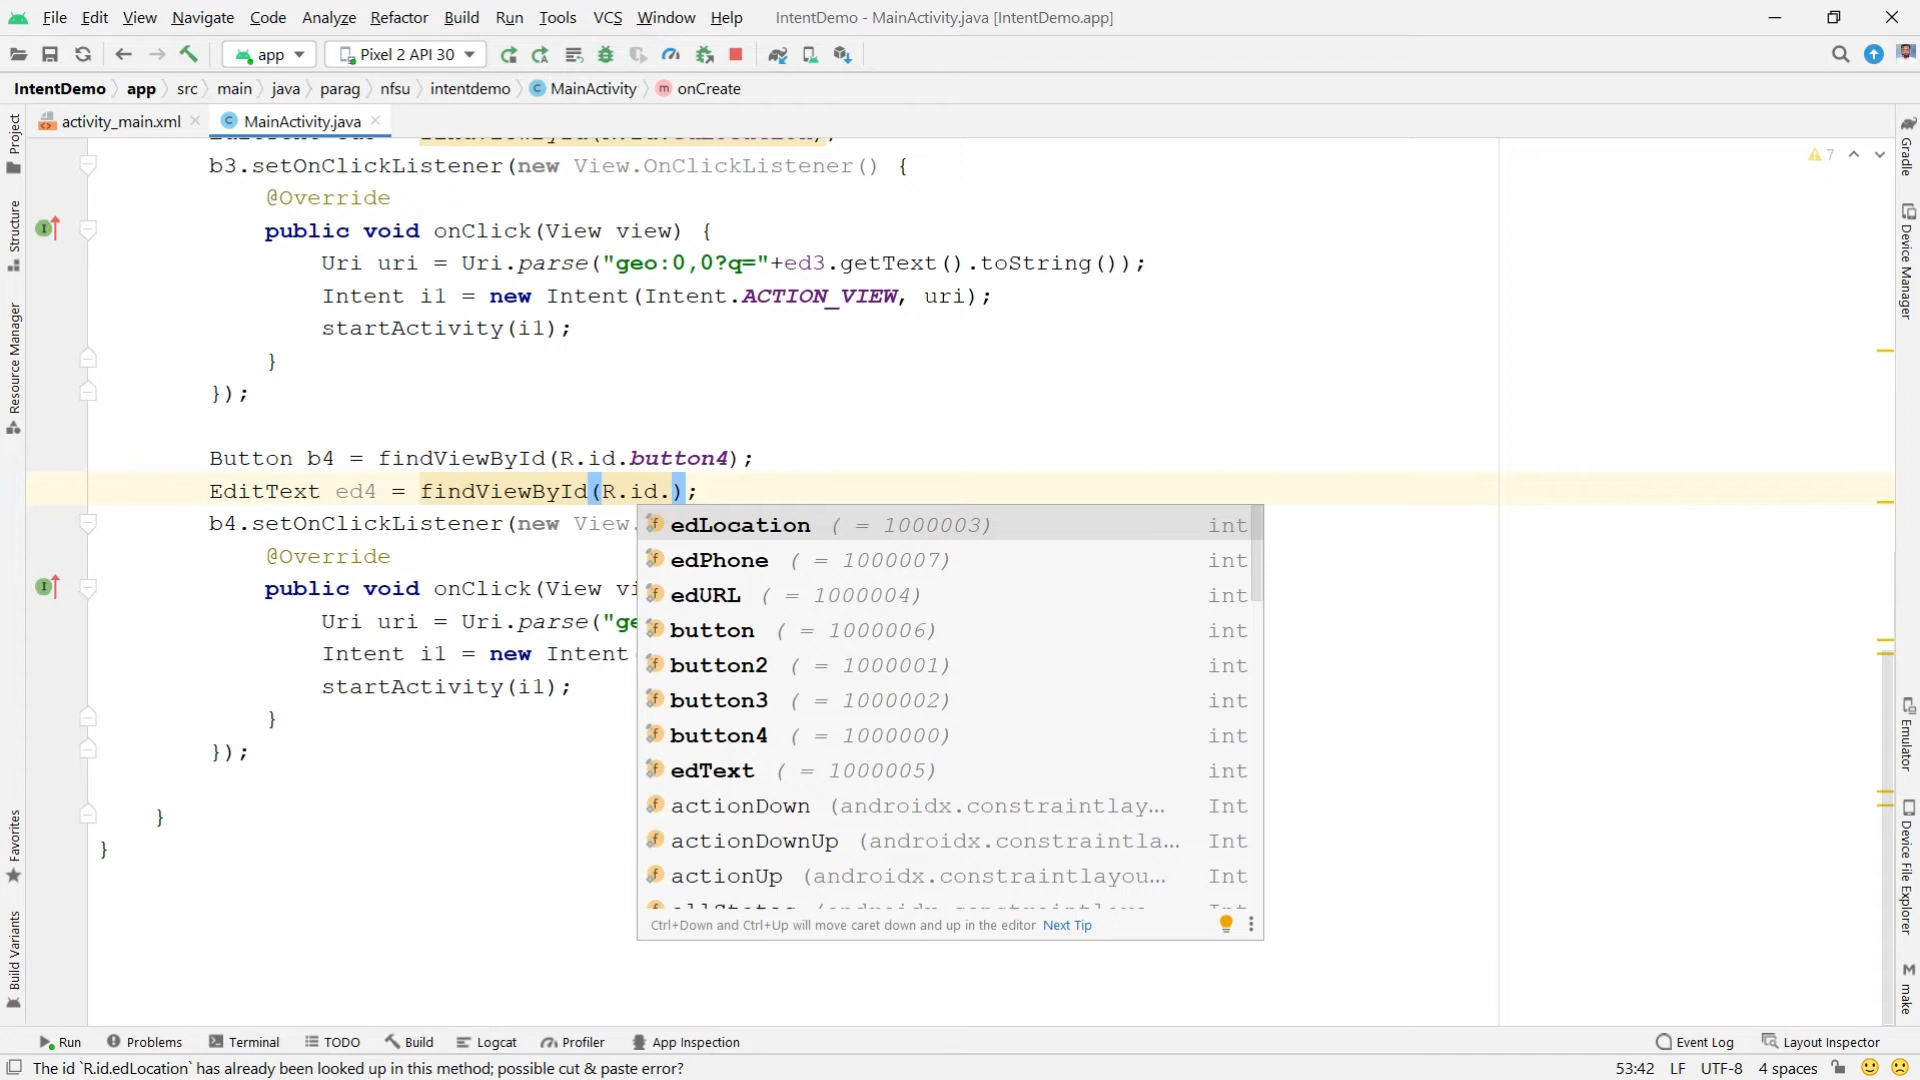 File Edit View Navigate Code Analyze Refactor Build Run Tools VCS Window Help IntentDemo - MainActivity.java [IntentDemo.app]
app Pixel 2 API 30
IntentDemo app src main java parag nfsu intentdemo MainActivity onCreate
activity_main.xml MainActivity.java
b3.setOnClickListener(new View.OnClickListener() {
@Override
public void onClick(View view) {
Uri uri = Uri.parse("geo:0,0?q="+ed3.getText().toString());
Intent i1 = new Intent(Intent.ACTION_VIEW, uri);
startActivity(i1);
}
});
Button b4 = findViewById(R.id.button4);
EditText ed4 = findViewById(R.id.);
b4.setOnClickListener(new View.
@Override
public void onClick(View vi
Uri uri = Uri.parse("ge
Intent i1 = new Intent(
startActivity(i1);
}
});
}
}
edLocation ( = 1000003) int
edPhone ( = 1000007) int
edURL ( = 1000004) int
button ( = 1000006) int
button2 ( = 1000001) int
button3 ( = 1000002) int
button4 ( = 1000000) int
edText ( = 1000005) int
actionDown (androidx.constraintlay... Int
actionDownUp (androidx.constraintla... Int
actionUp (androidx.constraintlayou... Int
Ctrl+Down and Ctrl+Up will move caret down and up in the editor Next Tip
7
Project
Structure
Resource Manager
Favorites
Build Variants
Gradle
Device Manager
Emulator
Device File Explorer
make
Run Problems Terminal TODO Build Logcat Profiler App Inspection Event Log Layout Inspector
The id `R.id.edLocation` has already been looked up in this method; possible cut & paste error? 53:42 LF UTF-8 4 spaces